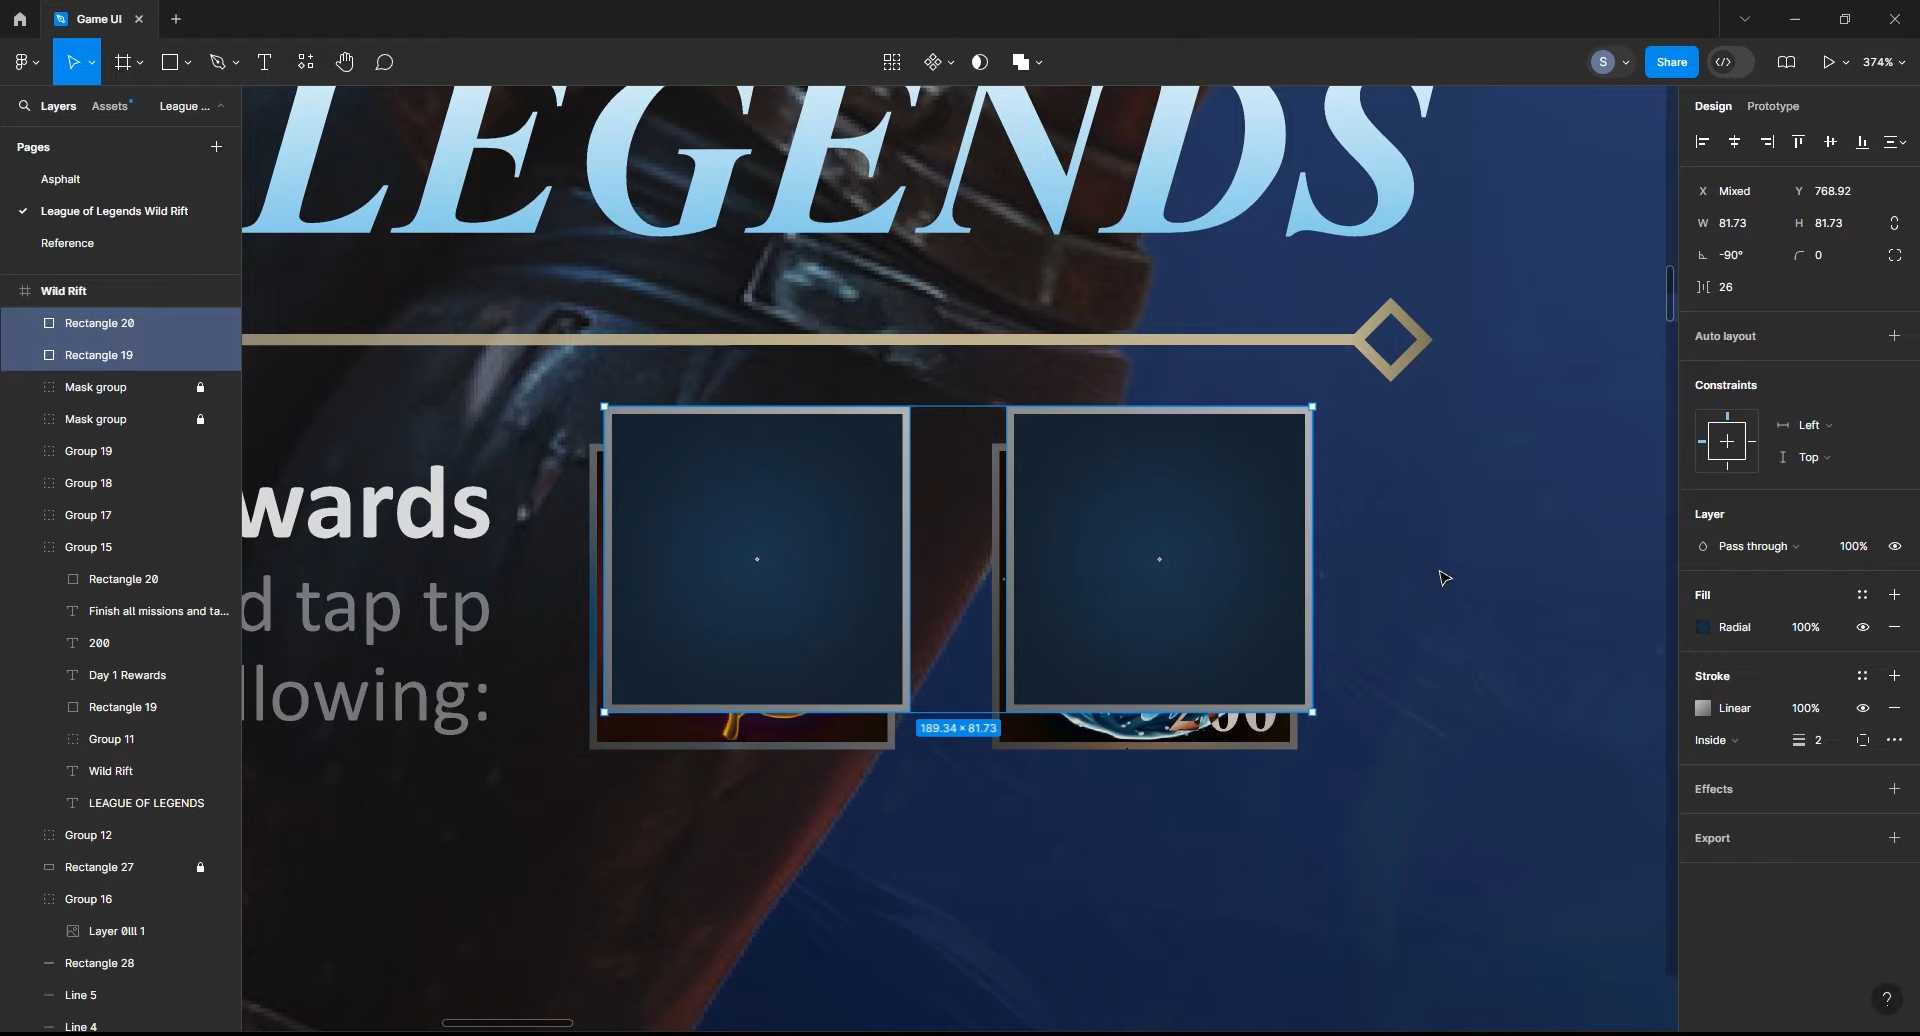 Game UI
Share
S
374%
Layers
Assets
League ...
Pages
Asphalt
League of Legends Wild Rift
Reference
Wild Rift
Rectangle 20
Rectangle 19
Mask group
Mask group
Group 19
Group 18
Group 17
Group 15
Rectangle 20
Finish all missions and ta...
200
Day 1 Rewards
Rectangle 19
Group 11
Wild Rift
LEAGUE OF LEGENDS
Group 12
Rectangle 27
Group 16
Layer 0lll 1
Rectangle 28
Line 5
Line 4
LEGENDS
wards
d tap tp
llowing:
200
189.34 × 81.73
Design
Prototype
X Mixed
Y 768.92
W 81.73
H 81.73
-90°
0
26
Auto layout
Constraints
Left
Top
Layer
Pass through
100%
Fill
Radial
100%
Stroke
Linear
100%
Inside
2
Effects
Export
?